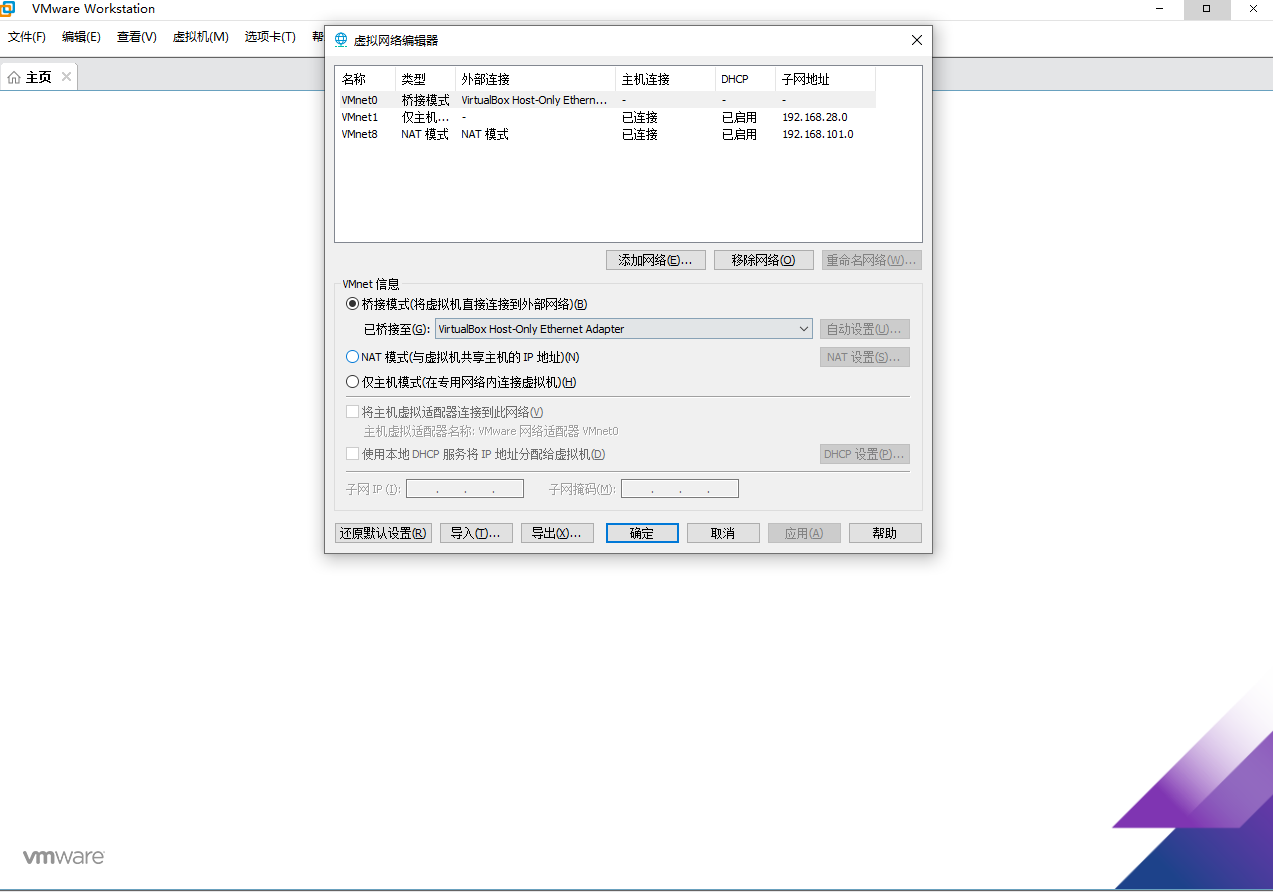 VMware Workstation
文件(F) 编辑(E) 查看(V) 虚拟机(M) 选项卡(T) 帮
主页
虚拟网络编辑器
名称 类型 外部连接 主机连接 DHCP 子网地址
VMnet0 桥接模式 VirtualBox Host-Only Ethern... - - -
VMnet1 仅主机... - 已连接 已启用 192.168.28.0
VMnet8 NAT 模式 NAT 模式 已连接 已启用 192.168.101.0
添加网络(E)... 移除网络(O) 重命名网络(W)...
VMnet 信息
桥接模式(将虚拟机直接连接到外部网络)(B)
已桥接至(G): VirtualBox Host-Only Ethernet Adapter 自动设置(U)...
NAT 模式(与虚拟机共享主机的 IP 地址)(N) NAT 设置(S)...
仅主机模式(在专用网络内连接虚拟机)(H)
将主机虚拟适配器连接到此网络(V)
主机虚拟适配器名称: VMware 网络适配器 VMnet0
使用本地 DHCP 服务将 IP 地址分配给虚拟机(D) DHCP 设置(P)...
子网 IP (I): . . . 子网掩码(M): . . .
还原默认设置(R) 导入(T)... 导出(X)... 确定 取消 应用(A) 帮助
vmware